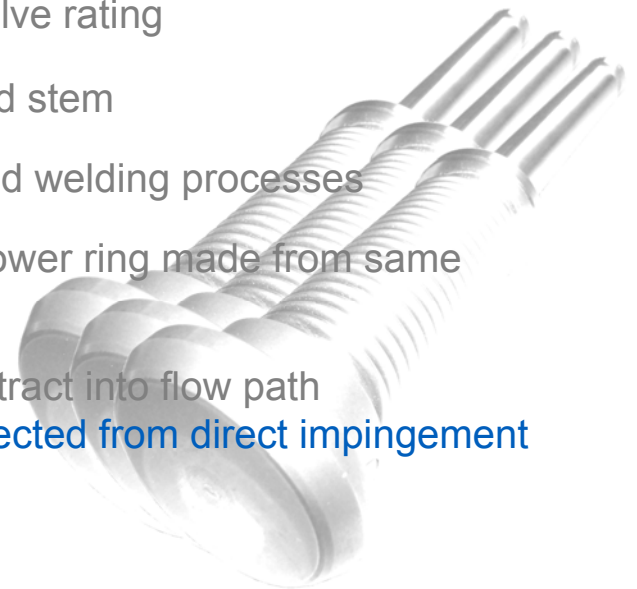 lve rating
d stem
d welding processes
ower ring made from same
tract into flow path
ected from direct impingement